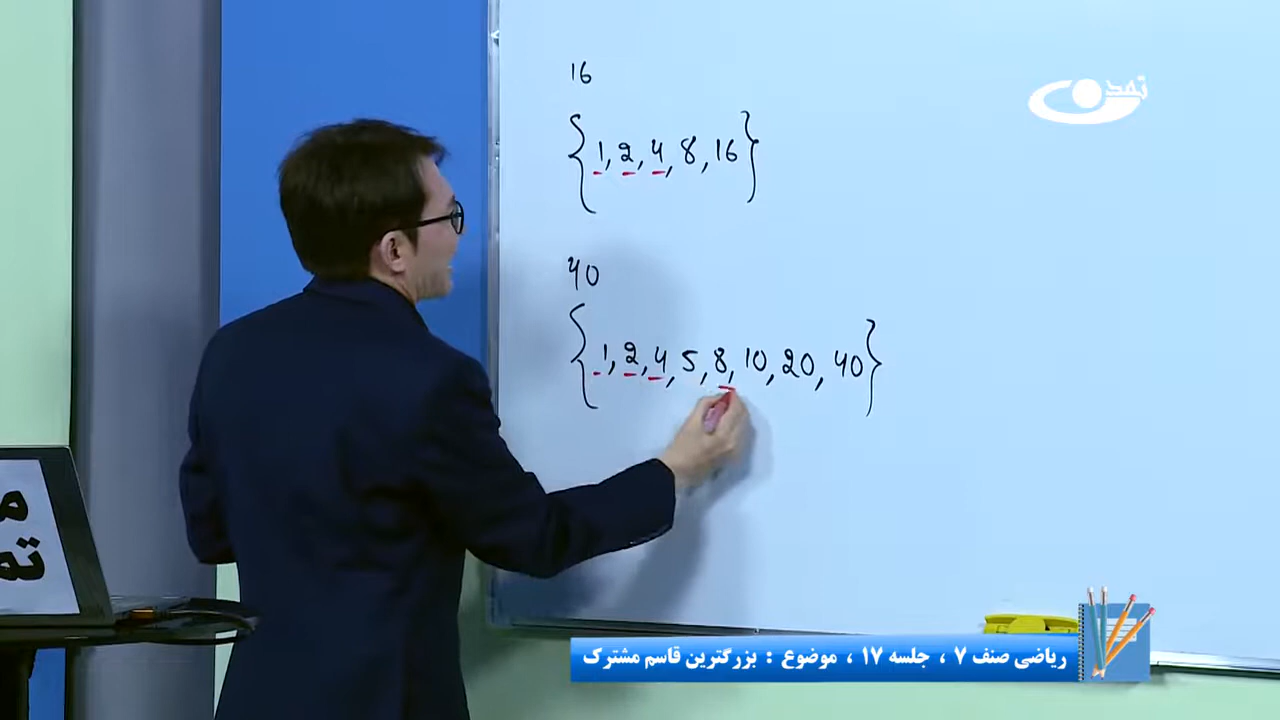 16
{1, 2, 4, 8, 16}
40
{1, 2, 4, 5, 8, 10, 20, 40}
تمدن
ریاضی صنف ۷ ، جلسه ۱۷ ، موضوع : بزرگترین قاسم مشترک